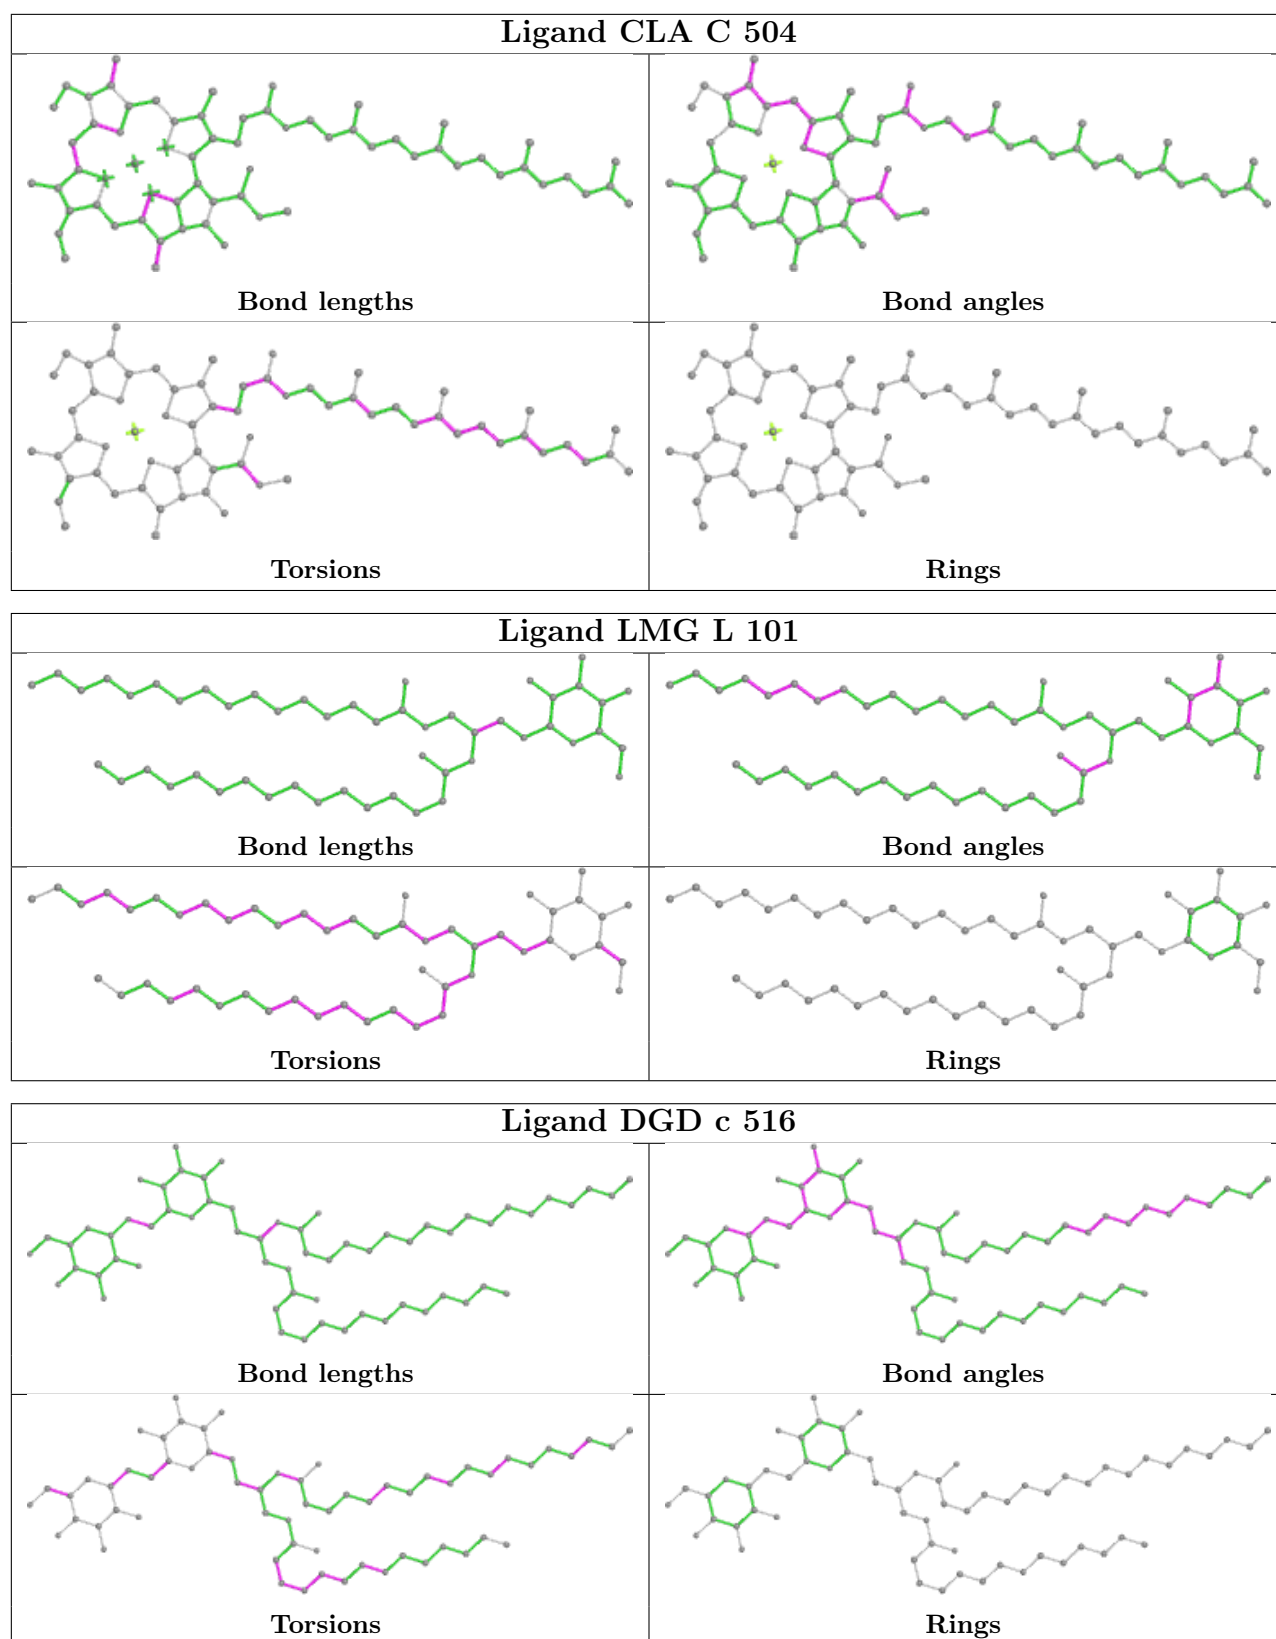 Ligand CLA C 504
Bond lengths
Bond angles
Torsions
Rings
Ligand LMG L 101
Bond lengths
Bond angles
Torsions
Rings
Ligand DGD c 516
Bond lengths
Bond angles
Torsions
Rings